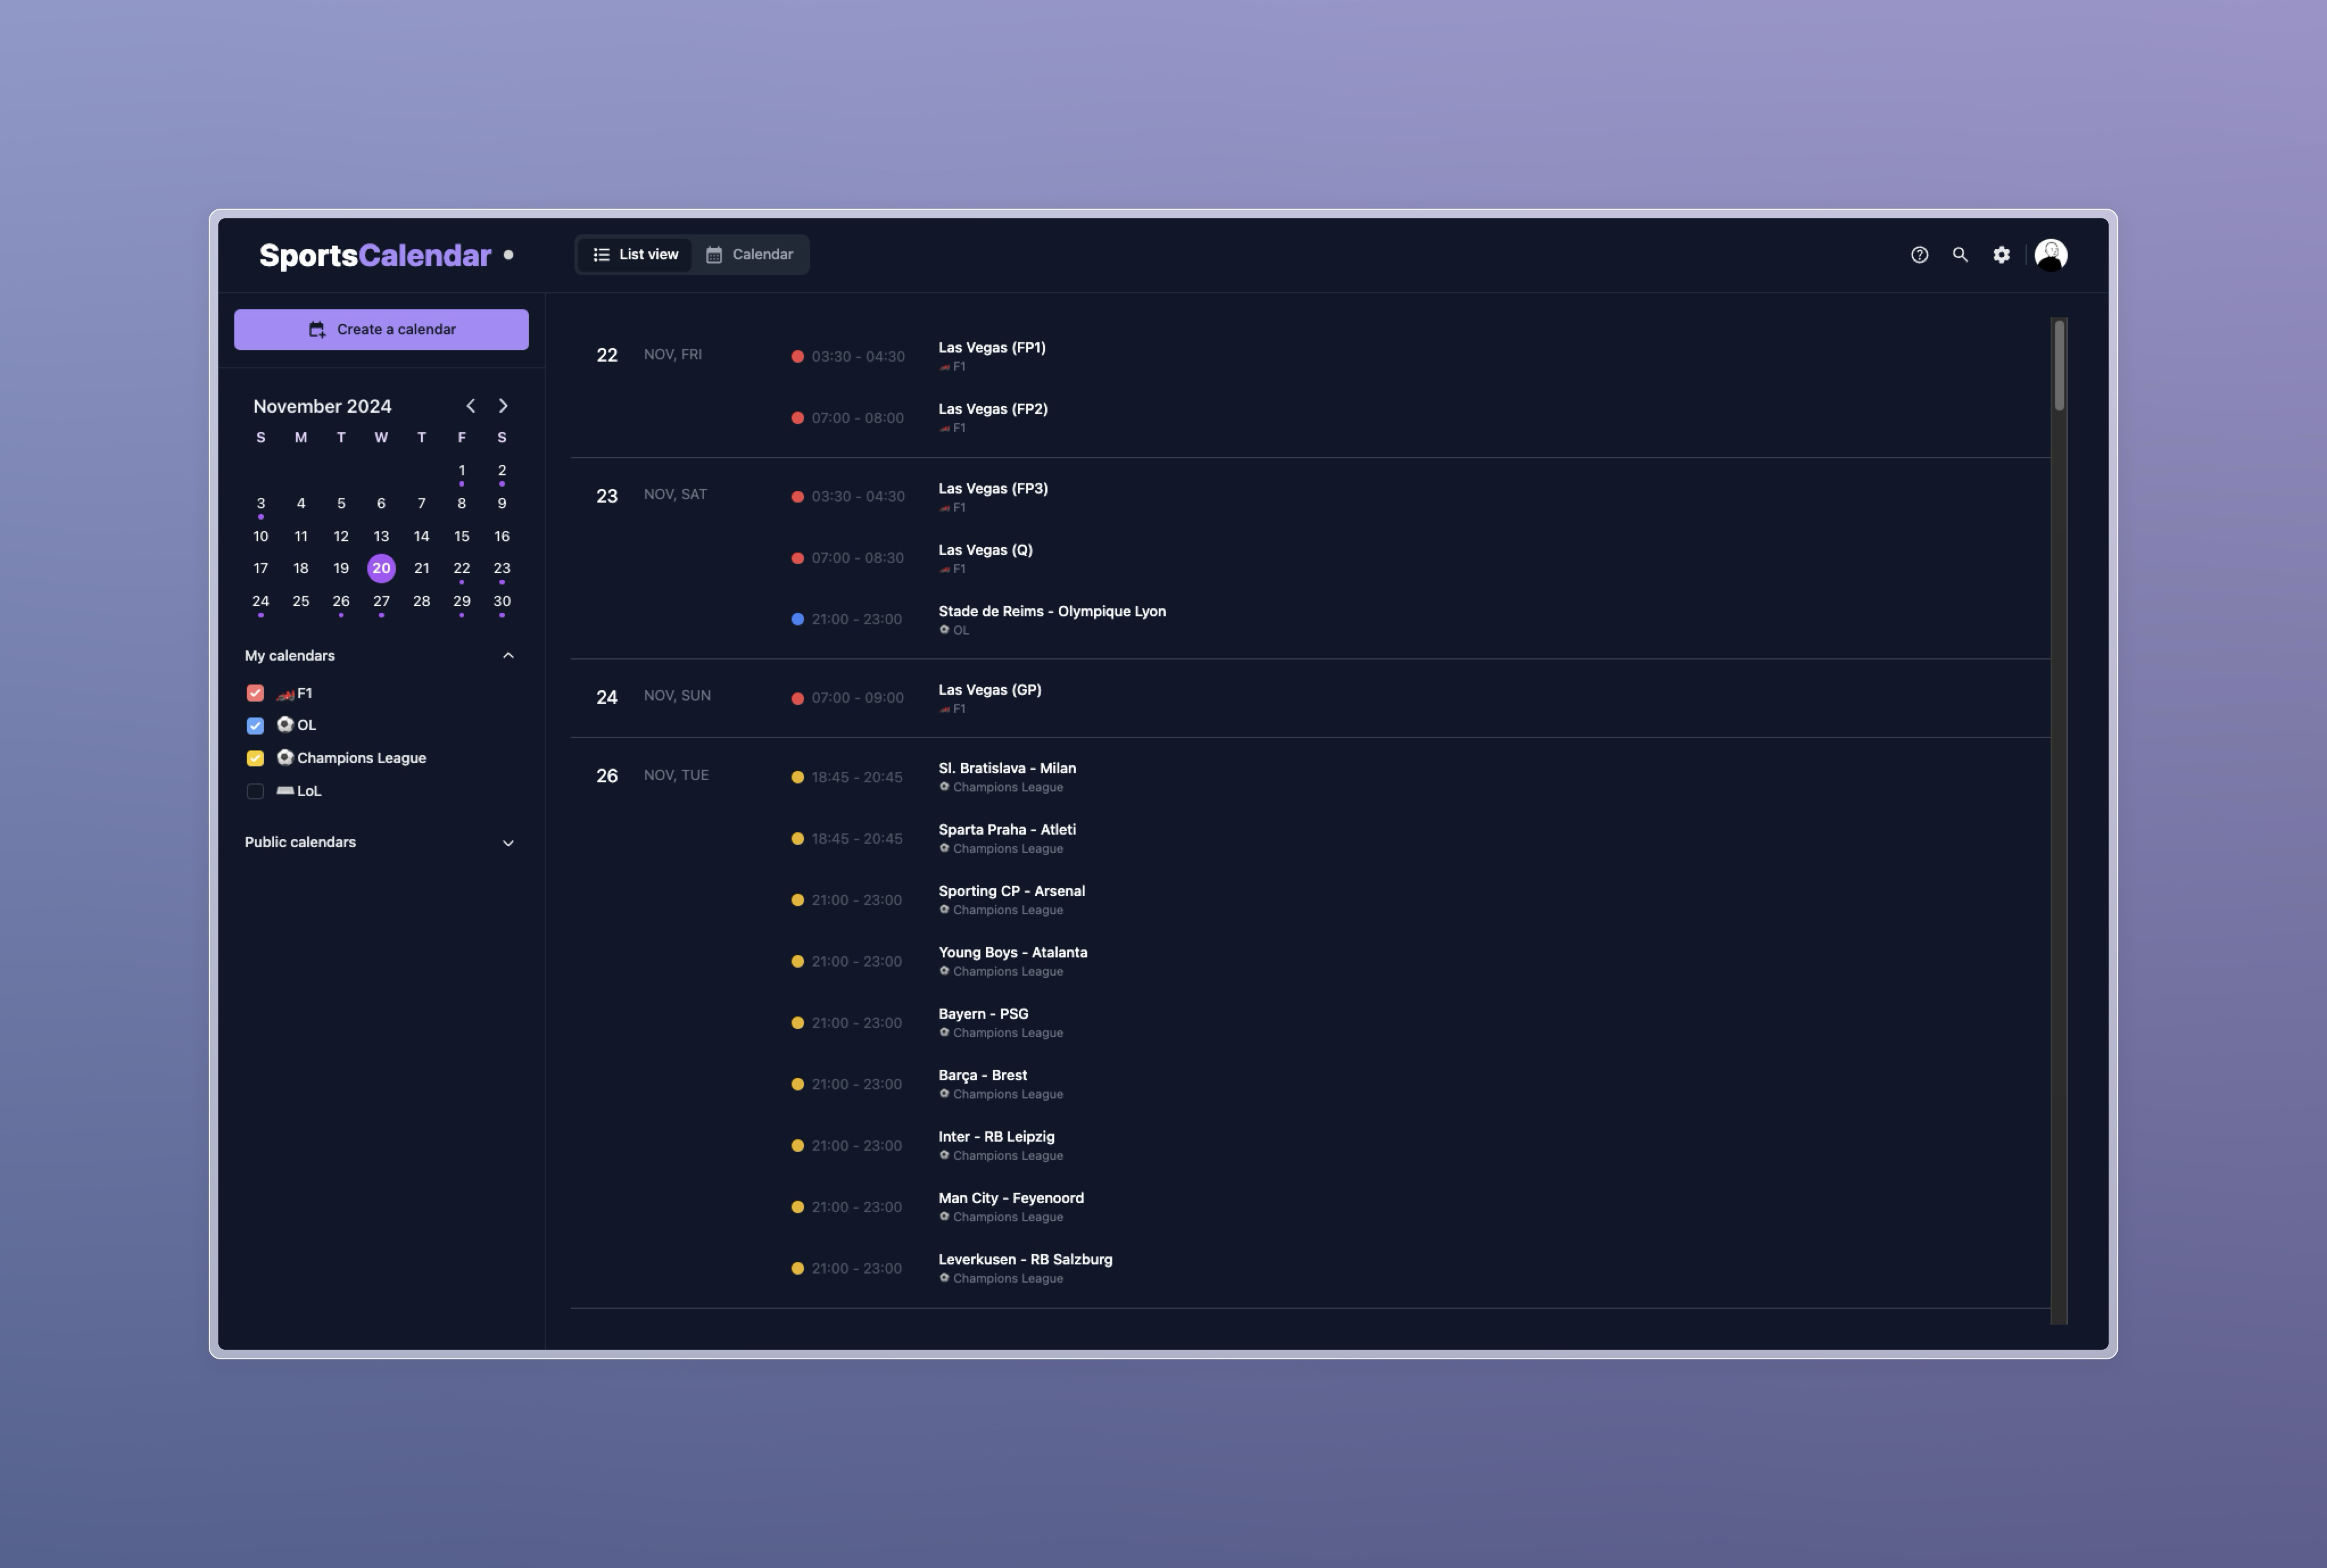 SportsCalendar
List view
Calendar
Create a calendar
November 2024
S M T W T F S
1 2
3 4 5 6 7 8 9
10 11 12 13 14 15 16
17 18 19 20 21 22 23
24 25 26 27 28 29 30
My calendars
F1
OL
Champions League
LoL
Public calendars
22 NOV, FRI 03:30 - 04:30 Las Vegas (FP1)
F1
07:00 - 08:00 Las Vegas (FP2)
F1
23 NOV, SAT 03:30 - 04:30 Las Vegas (FP3)
F1
07:00 - 08:30 Las Vegas (Q)
F1
21:00 - 23:00 Stade de Reims - Olympique Lyon
OL
24 NOV, SUN 07:00 - 09:00 Las Vegas (GP)
F1
26 NOV, TUE 18:45 - 20:45 Sl. Bratislava - Milan
Champions League
18:45 - 20:45 Sparta Praha - Atleti
Champions League
21:00 - 23:00 Sporting CP - Arsenal
Champions League
21:00 - 23:00 Young Boys - Atalanta
Champions League
21:00 - 23:00 Bayern - PSG
Champions League
21:00 - 23:00 Barça - Brest
Champions League
21:00 - 23:00 Inter - RB Leipzig
Champions League
21:00 - 23:00 Man City - Feyenoord
Champions League
21:00 - 23:00 Leverkusen - RB Salzburg
Champions League